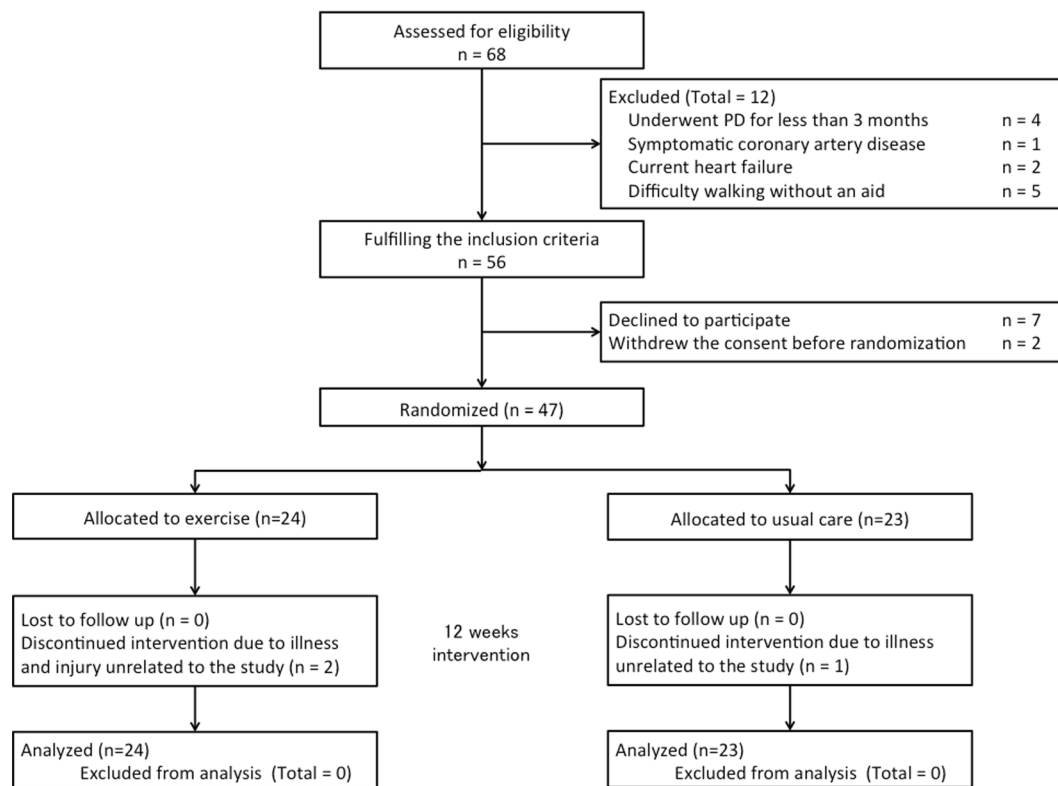 Assessed for eligibility
n = 68
Excluded (Total = 12)
Underwent PD for less than 3 months n = 4
Symptomatic coronary artery disease n = 1
Current heart failure n = 2
Difficulty walking without an aid n = 5
Fulfilling the inclusion criteria
n = 56
Declined to participate n = 7
Withdrew the consent before randomization n = 2
Randomized (n = 47)
Allocated to exercise (n=24)
Allocated to usual care (n=23)
Lost to follow up (n = 0)
Discontinued intervention due to illness
and injury unrelated to the study (n = 2)
12 weeks
intervention
Lost to follow up (n = 0)
Discontinued intervention due to illness
unrelated to the study (n = 1)
Analyzed (n=24)
Excluded from analysis (Total = 0)
Analyzed (n=23)
Excluded from analysis (Total = 0)